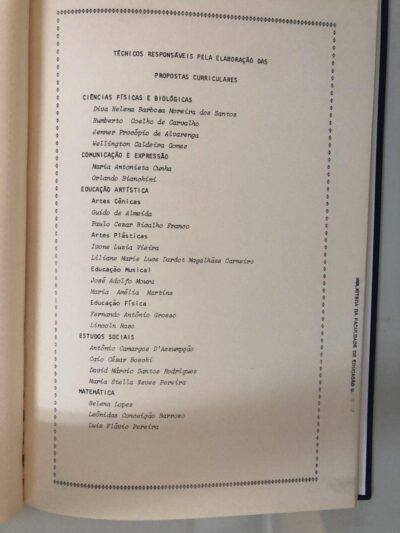 TÉCNICOS RESPONSÁVEIS PELA ELABORAÇÃO DAS
PROPOSTAS CURRICULARES
CIÊNCIAS FÍSICAS E BIOLÓGICAS
Diva Helena Barbosa Moreira dos Santos
Humberto Coelho de Carvalho
Jenner Procópio de Alvarenga
Wellington Caldeira Gomes
COMUNICAÇÃO E EXPRESSÃO
Maria Antonieta Cunha
Orlando Bianchini
EDUCAÇÃO ARTÍSTICA
Artes Cênicas
Guido de Almeida
Paulo Cesar Bicalho Franco
Artes Plásticas
Ivone Luzia Vieira
Liliane Marie Luce Dardot Magalhães Carneiro
Educação Musical
José Adolfo Moura
Maria Amélia Martins
Educação Física
Fernando Antônio Grosso
Lincoln Raso
ESTUDOS SOCIAIS
Antônio Camargos D'Assumpção
Caio César Boschi
David Márcio Santos Rodrigues
Maria Stella Neves Pereira
MATEMÁTICA
Helena Lopes
Leônidas Conceição Barroso
Luís Flávio Pereira
BIBLIOTECA DA FACULDADE DE EDUCAÇÃO